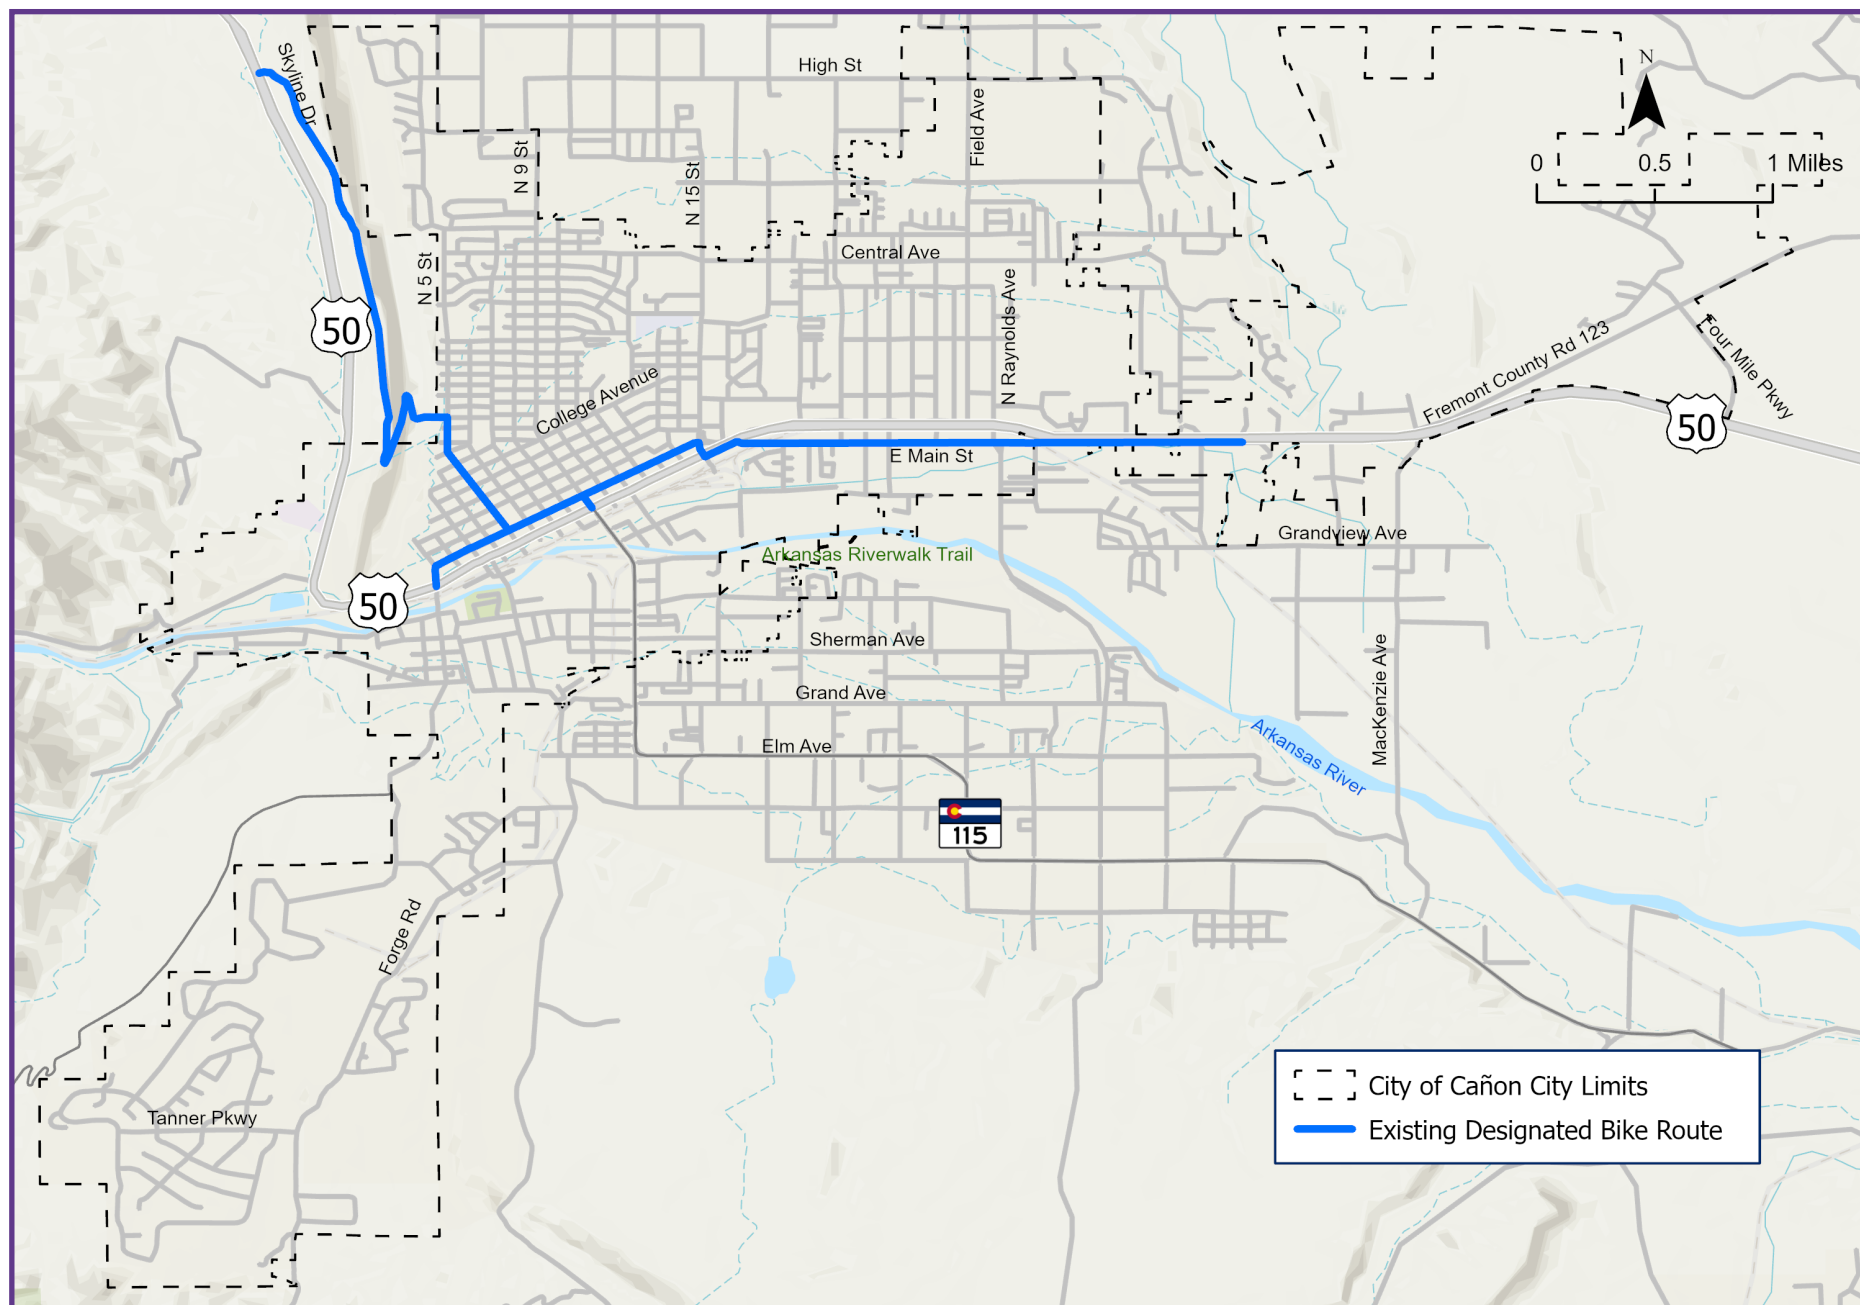 Skyline Dr
High St
Field Ave
N
0 0.5 1 Miles
N 9 St
N 15 St
Central Ave
N 5 St
N Raynolds Ave
50
College Avenue
Fremont County Rd 123
Four Mile Pkwy
50
E Main St
Grandview Ave
Arkansas Riverwalk Trail
50
Sherman Ave
MacKenzie Ave
Grand Ave
Elm Ave
Arkansas River
115
Forge Rd
Tanner Pkwy
City of Cañon City Limits
Existing Designated Bike Route